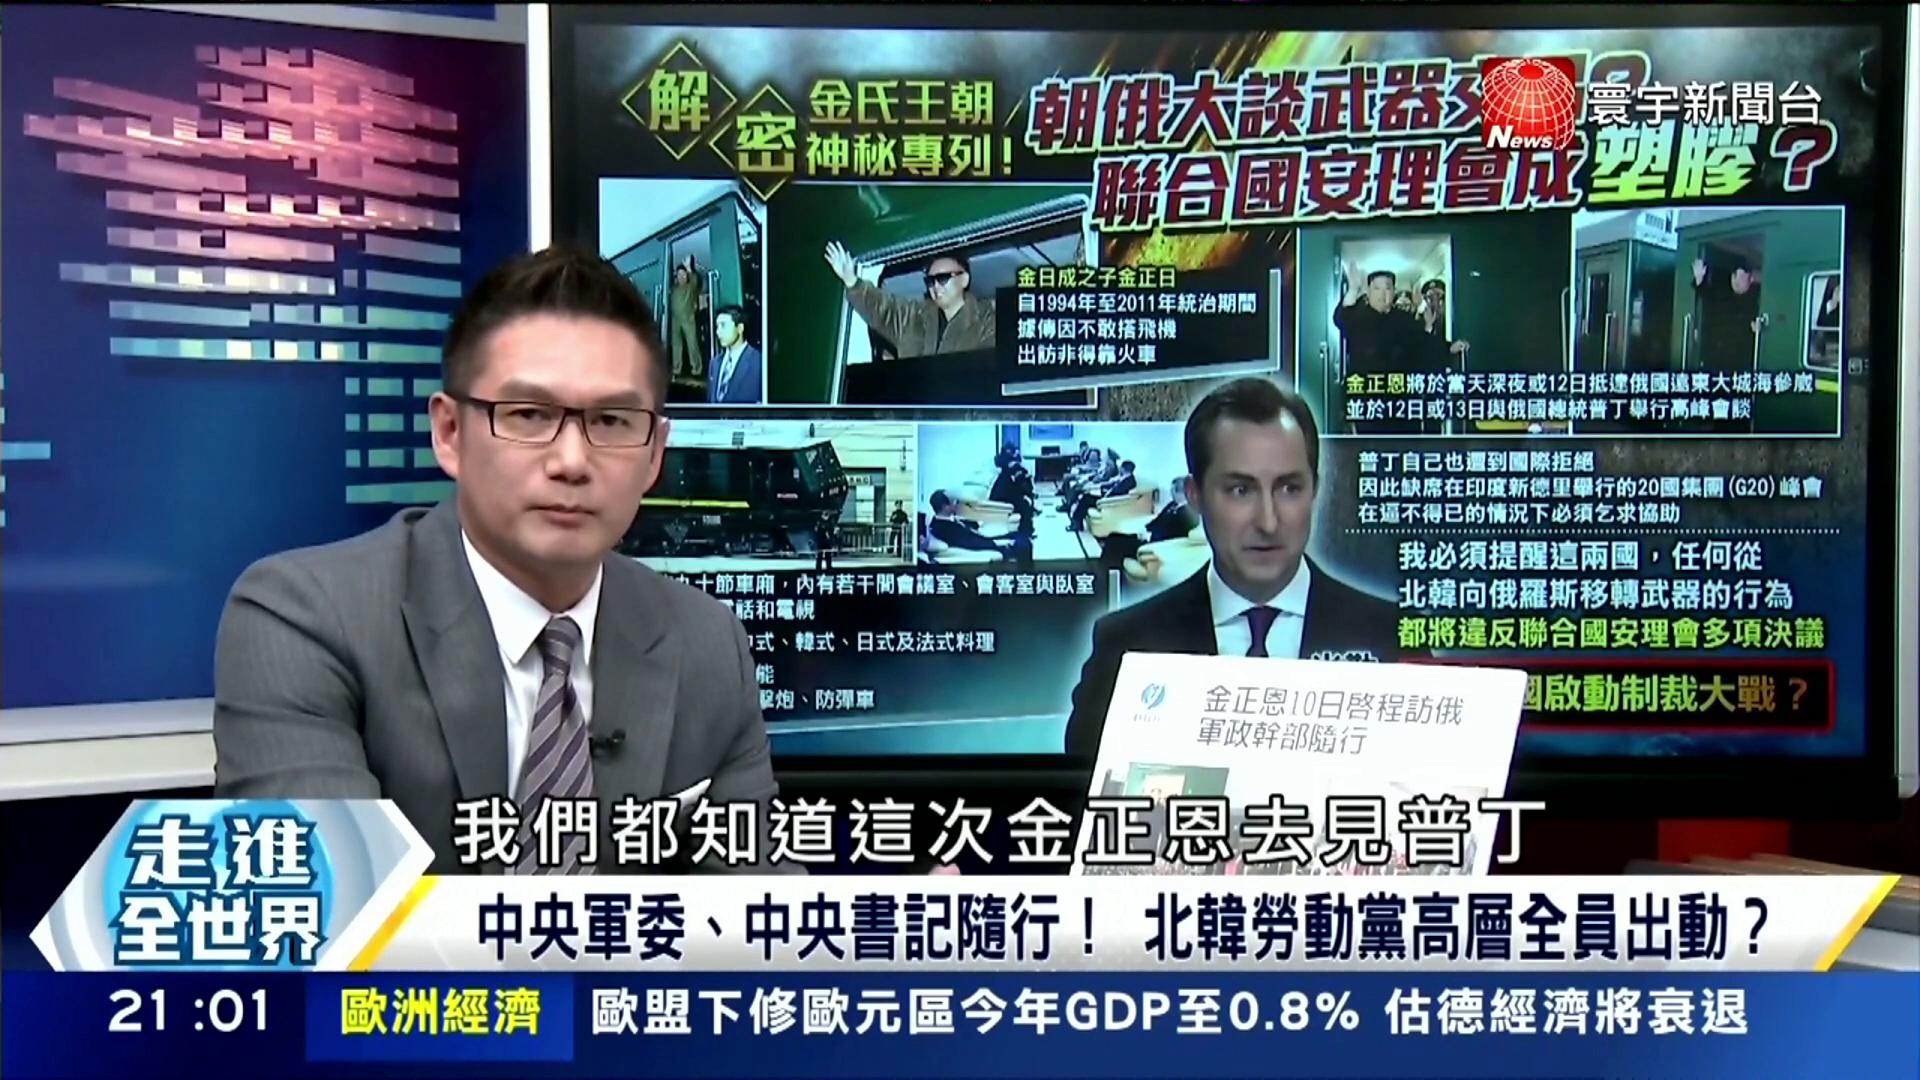 解密
金氏王朝
神秘專列!
朝俄大談武器交
聯合國安理會成塑膠?
News
寰宇新聞台
金日成之子金正日
自1994年至2011年統治期間
據傳因不敢搭飛機
出訪非得靠火車
金正恩將於當天深夜或12日抵達俄國遠東大城海參崴
並於12日或13日與俄國總統普丁舉行高峰會談
普丁自己也遭到國際拒絕
因此缺席在印度新德里舉行的20國集團(G20)峰會
在逼不得已的情況下必須乞求協助
我必須提醒這兩國,任何從
北韓向俄羅斯移轉武器的行為
都將違反聯合國安理會多項決議
國啟動制裁大戰?
九十節車廂,內有若干間會議室、會客室與臥室
電話和電視
中式、韓式、日式及法式料理
能
擊炮、防彈車
金正恩10日啓程訪俄
軍政幹部隨行
我們都知道這次金正恩去見普丁
走進
全世界
中央軍委、中央書記隨行! 北韓勞動黨高層全員出動?
21:01 歐洲經濟 歐盟下修歐元區今年GDP至0.8% 估德經濟將衰退